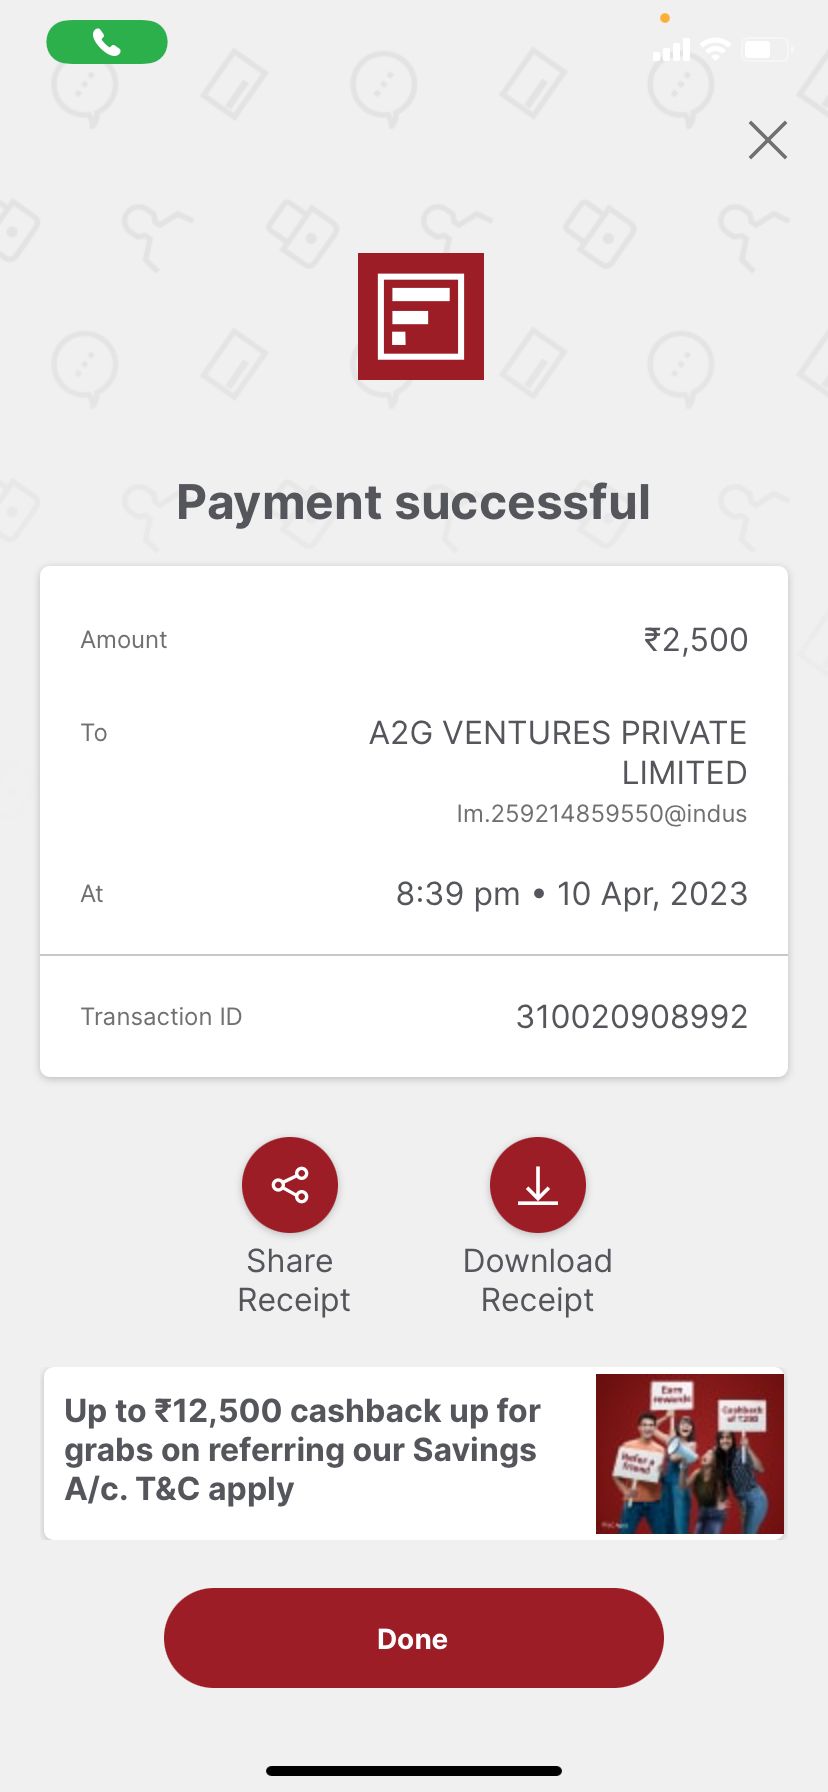 Payment successful
Amount ₹2,500
To A2G VENTURES PRIVATE
LIMITED
lm.259214859550@indus
At 8:39 pm • 10 Apr, 2023
Transaction ID 310020908992
Share
Receipt
Download
Receipt
Up to ₹12,500 cashback up for
grabs on referring our Savings
A/c. T&C apply
Earn
rewards
Cashback
of ₹200
Refer a
friend
Done